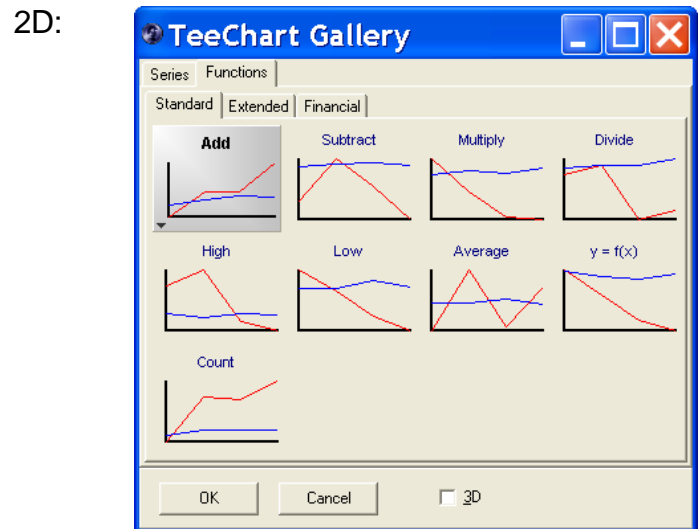 2D:
TeeChart Gallery
Series Functions
Standard Extended Financial
Add Subtract Multiply Divide
High Low Average y = f(x)
Count
OK Cancel 3D